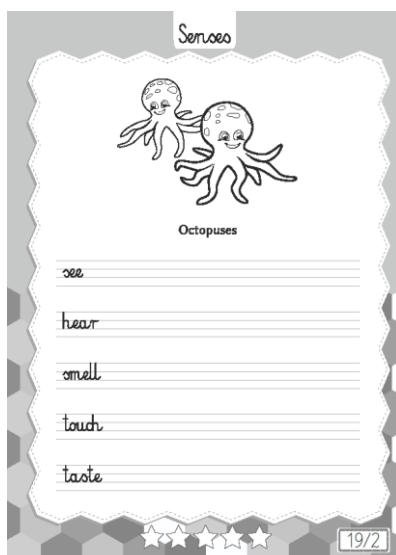 Senses
Octopuses
see
hear
smell
touch
taste
19/2